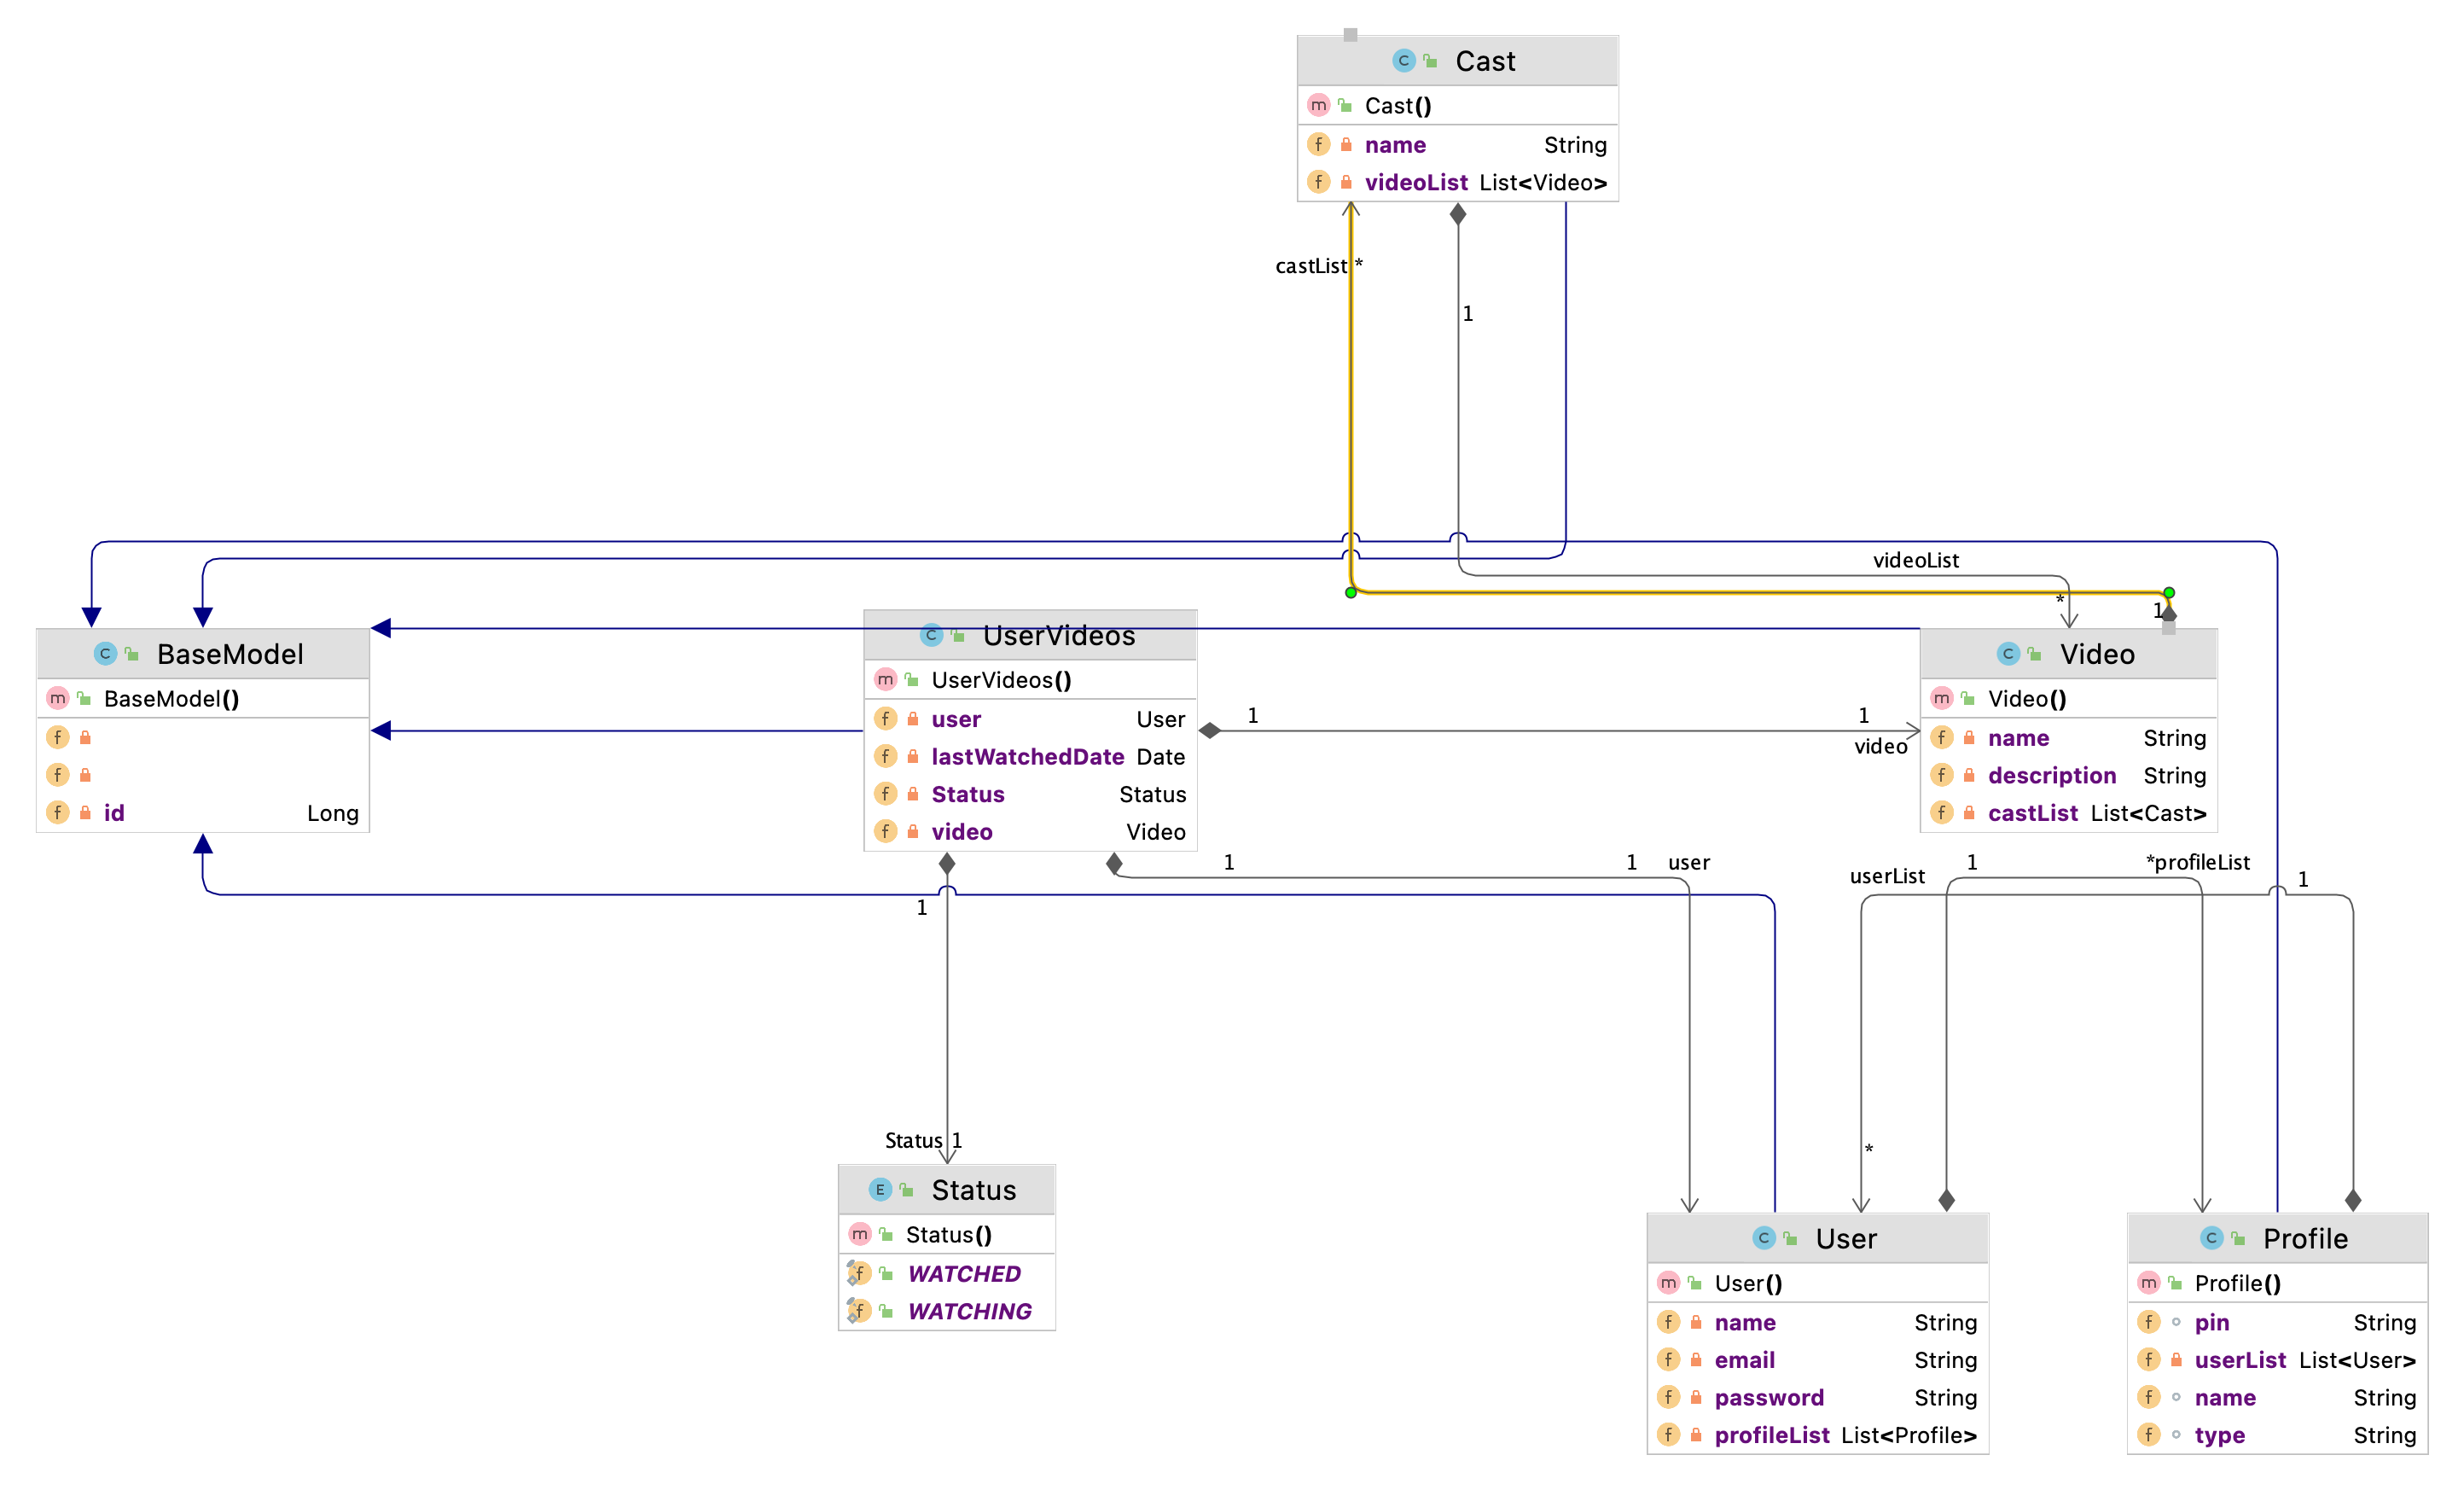 Cast
Cast()
name String
videoList List<Video>
castList *
1
videoList
*
1
BaseModel
BaseModel()
id Long
UserVideos
UserVideos()
user User
lastWatchedDate Date
Status Status
video Video
1
1
video
Video
Video()
name String
description String
castList List<Cast>
1
1 user
userList
1
*profileList
1
1
Status 1
*
Status
Status()
WATCHED
WATCHING
User
User()
name String
email String
password String
profileList List<Profile>
Profile
Profile()
pin String
userList List<User>
name String
type String